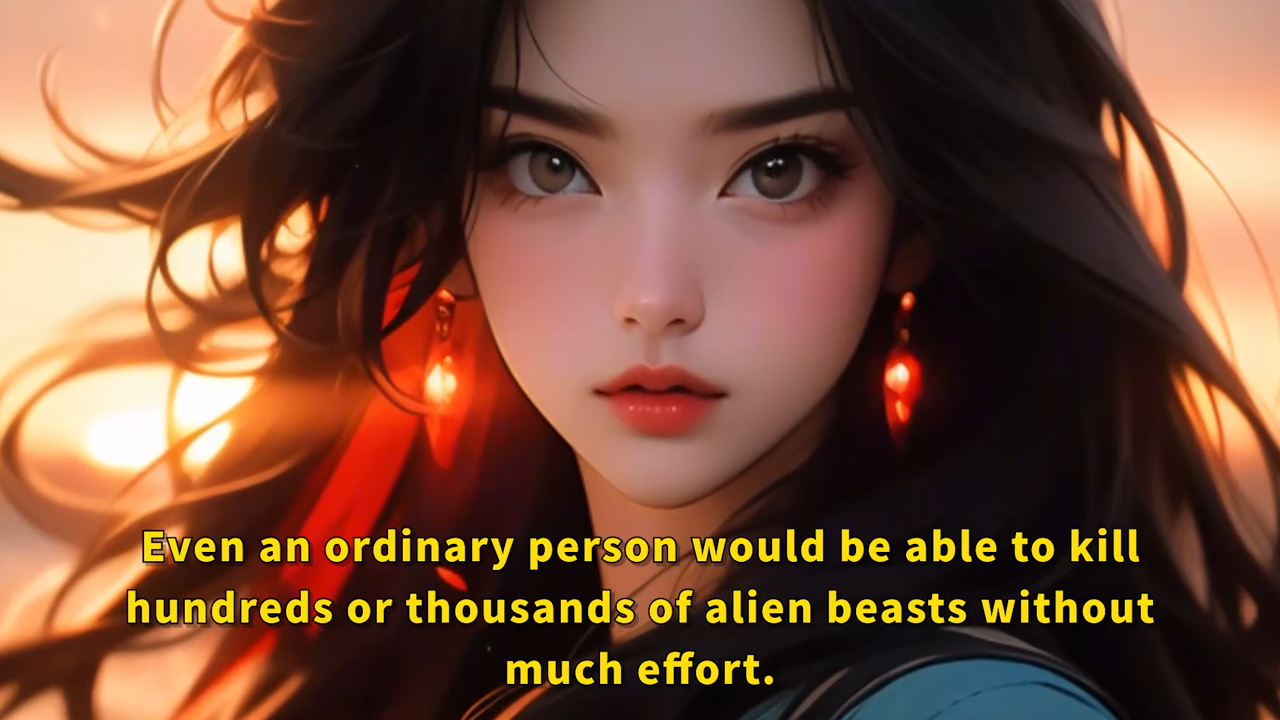 Even an ordinary person would be able to kill
hundreds or thousands of alien beasts without
much effort.